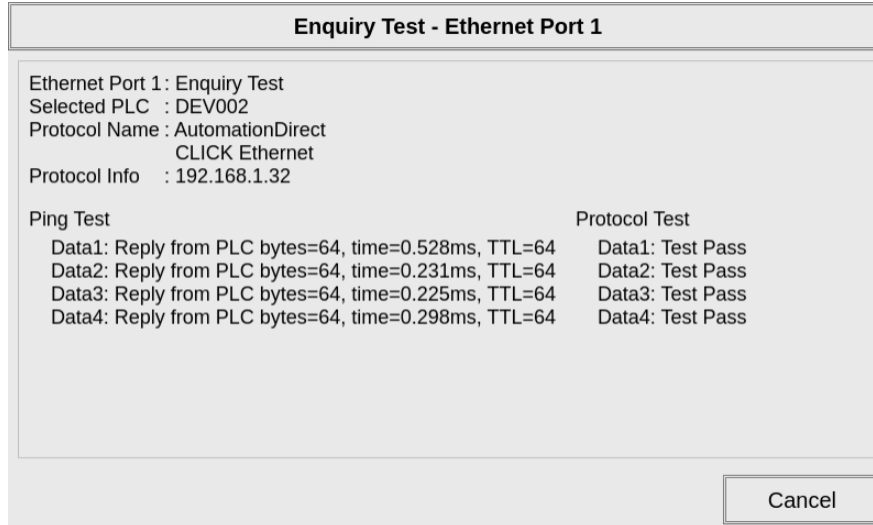 Enquiry Test - Ethernet Port 1
Ethernet Port 1: Enquiry Test
Selected PLC : DEV002
Protocol Name : AutomationDirect
CLICK Ethernet
Protocol Info : 192.168.1.32
Ping Test Protocol Test
Data1: Reply from PLC bytes=64, time=0.528ms, TTL=64 Data1: Test Pass
Data2: Reply from PLC bytes=64, time=0.231ms, TTL=64 Data2: Test Pass
Data3: Reply from PLC bytes=64, time=0.225ms, TTL=64 Data3: Test Pass
Data4: Reply from PLC bytes=64, time=0.298ms, TTL=64 Data4: Test Pass
Cancel